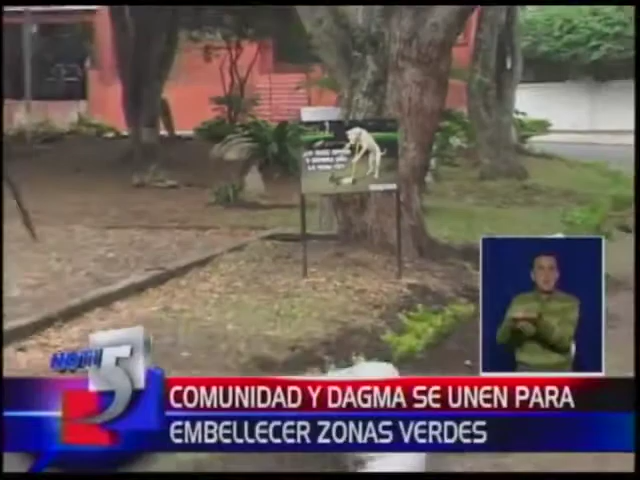 NOTI
5
COMUNIDAD Y DAGMA SE UNEN PARA
EMBELLECER ZONAS VERDES